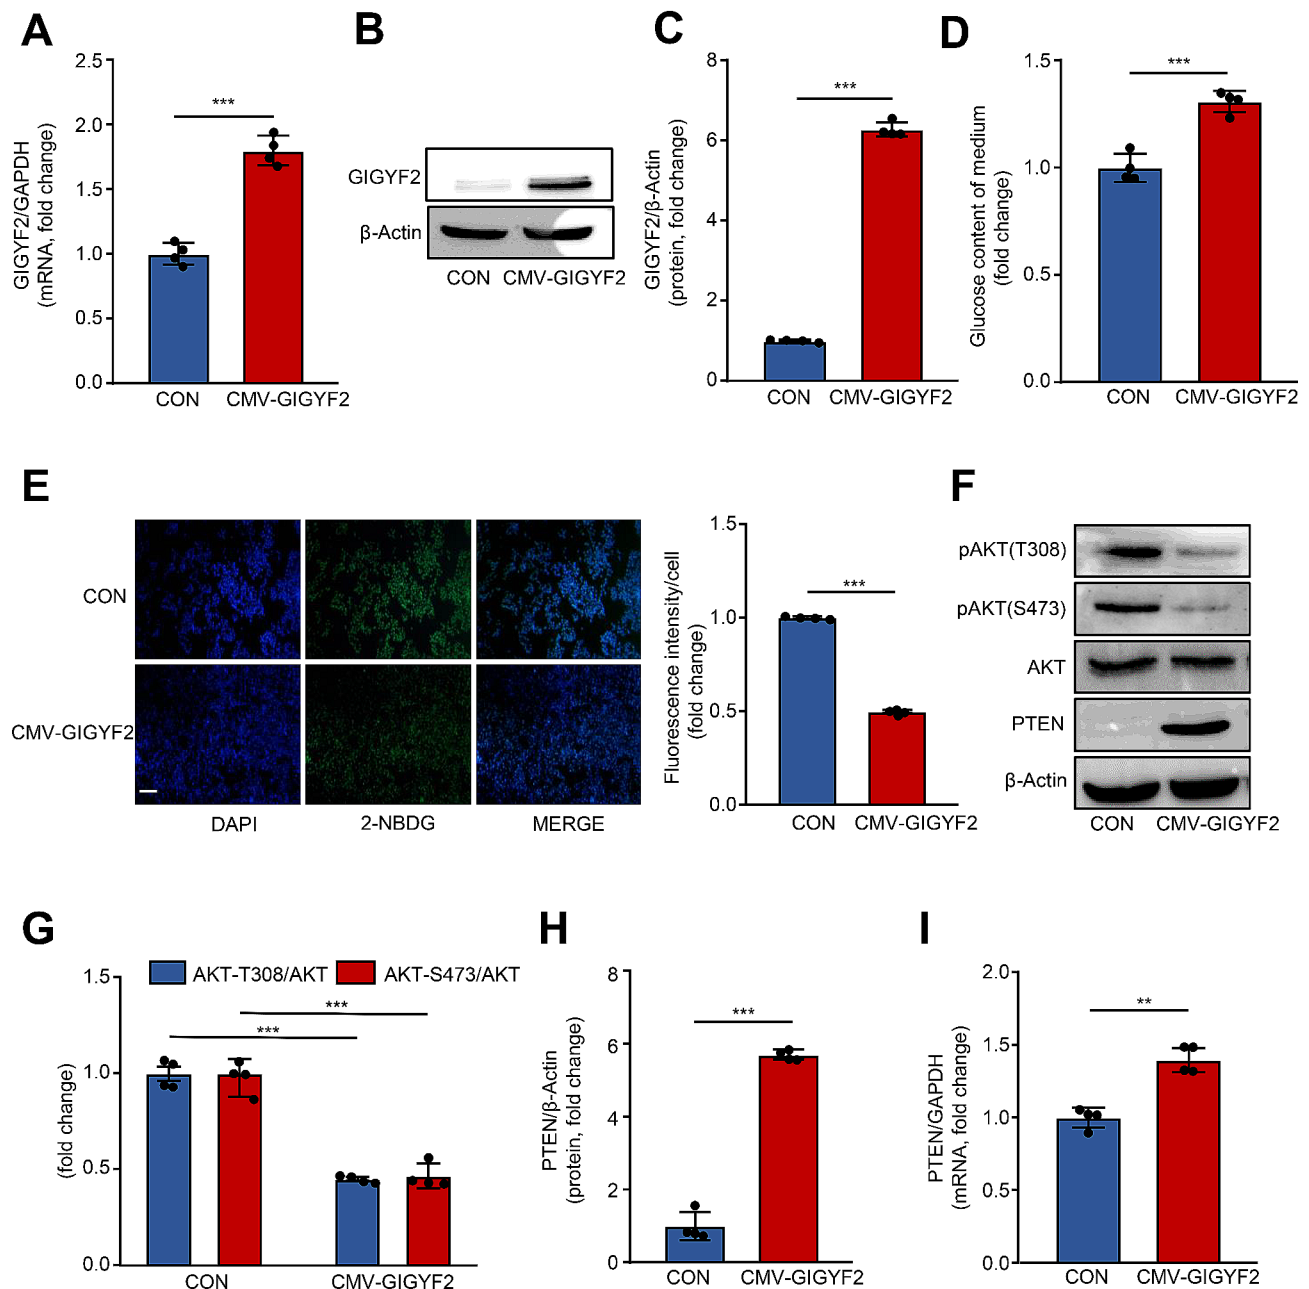 A
GIGYF2/GAPDH
(mRNA, fold change)
2.5
2.0
1.5
1.0
0.5
0.0
***
CON
CMV-GIGYF2
B
GIGYF2
β-Actin
CON
CMV-GIGYF2
C
GIGYF2/β-Actin
(protein, fold change)
8
6
4
2
0
***
CON
CMV-GIGYF2
D
Glucose content of medium
(fold change)
1.5
1.0
0.5
0.0
***
CON
CMV-GIGYF2
E
CON
CMV-GIGYF2
DAPI
2-NBDG
MERGE
Fluorescence intensity/cell
(fold change)
1.5
1.0
0.5
0.0
***
CON
CMV-GIGYF2
F
pAKT(T308)
pAKT(S473)
AKT
PTEN
β-Actin
CON
CMV-GIGYF2
G
(fold change)
1.5
1.0
0.5
0.0
AKT-T308/AKT
AKT-S473/AKT
***
***
CON
CMV-GIGYF2
H
PTEN/β-Actin
(protein, fold change)
8
6
4
2
0
***
CON
CMV-GIGYF2
I
PTEN/GAPDH
(mRNA, fold change)
2.0
1.5
1.0
0.5
0.0
**
CON
CMV-GIGYF2